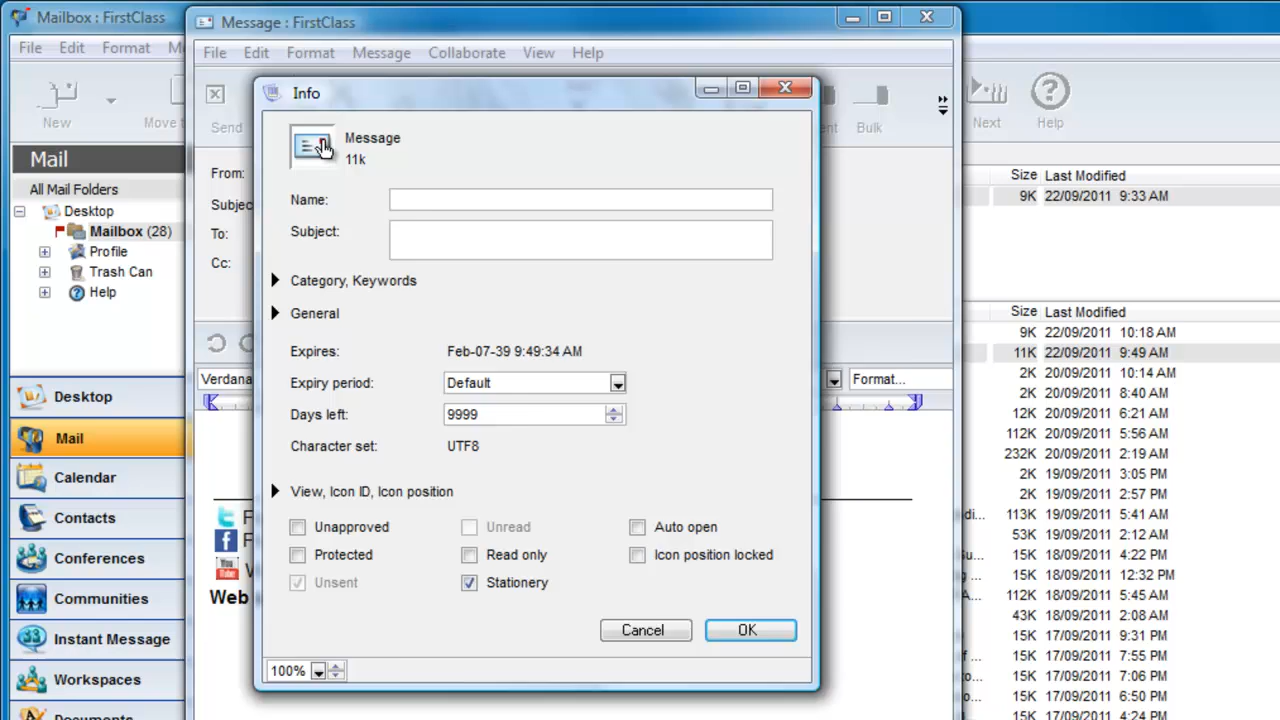 Mailbox : FirstClass
File Edit Format
New
Mail
All Mail Folders
Desktop
Mailbox (28)
Profile
Trash Can
Help
Desktop
Mail
Calendar
Contacts
Conferences
Communities
Instant Message
Workspaces
Documents
Message : FirstClass
File Edit Format Message Collaborate View Help
Send
Bulk
From:
To:
Cc:
Verdana
Format...
Web
Info
Message
11k
Name:
Subject:
Category, Keywords
General
Expires: Feb-07-39 9:49:34 AM
Expiry period: Default
Days left: 9999
Character set: UTF8
View, Icon ID, Icon position
Unapproved Unread Auto open
Protected Read only Icon position locked
Unsent Stationery
Cancel OK
100%
Next Help
Size Last Modified
9K 22/09/2011 9:33 AM
Size Last Modified
9K 22/09/2011 10:18 AM
11K 22/09/2011 9:49 AM
2K 20/09/2011 10:14 AM
2K 20/09/2011 8:40 AM
12K 20/09/2011 6:21 AM
112K 20/09/2011 5:56 AM
232K 20/09/2011 2:19 AM
2K 19/09/2011 3:05 PM
2K 19/09/2011 2:57 PM
113K 19/09/2011 5:41 AM
53K 19/09/2011 2:12 AM
15K 18/09/2011 4:22 PM
15K 18/09/2011 12:32 PM
112K 18/09/2011 5:45 AM
43K 18/09/2011 2:08 AM
15K 17/09/2011 9:31 PM
15K 17/09/2011 7:55 PM
15K 17/09/2011 7:06 PM
15K 17/09/2011 6:50 PM
15K 17/09/2011 4:24 PM